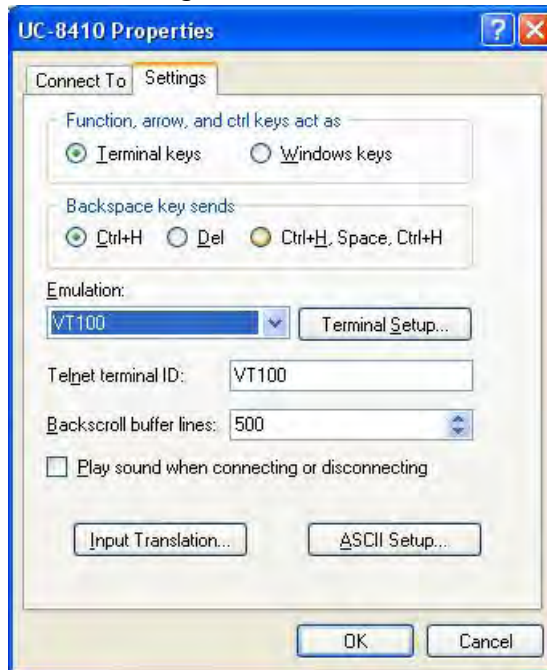 UC-8410 Properties
Connect To Settings
Function, arrow, and ctrl keys act as
Terminal keys Windows keys
Backspace key sends
Ctrl+H Del Ctrl+H, Space, Ctrl+H
Emulation:
VT100 Terminal Setup...
Telnet terminal ID: VT100
Backscroll buffer lines: 500
Play sound when connecting or disconnecting
Input Translation... ASCII Setup...
OK Cancel